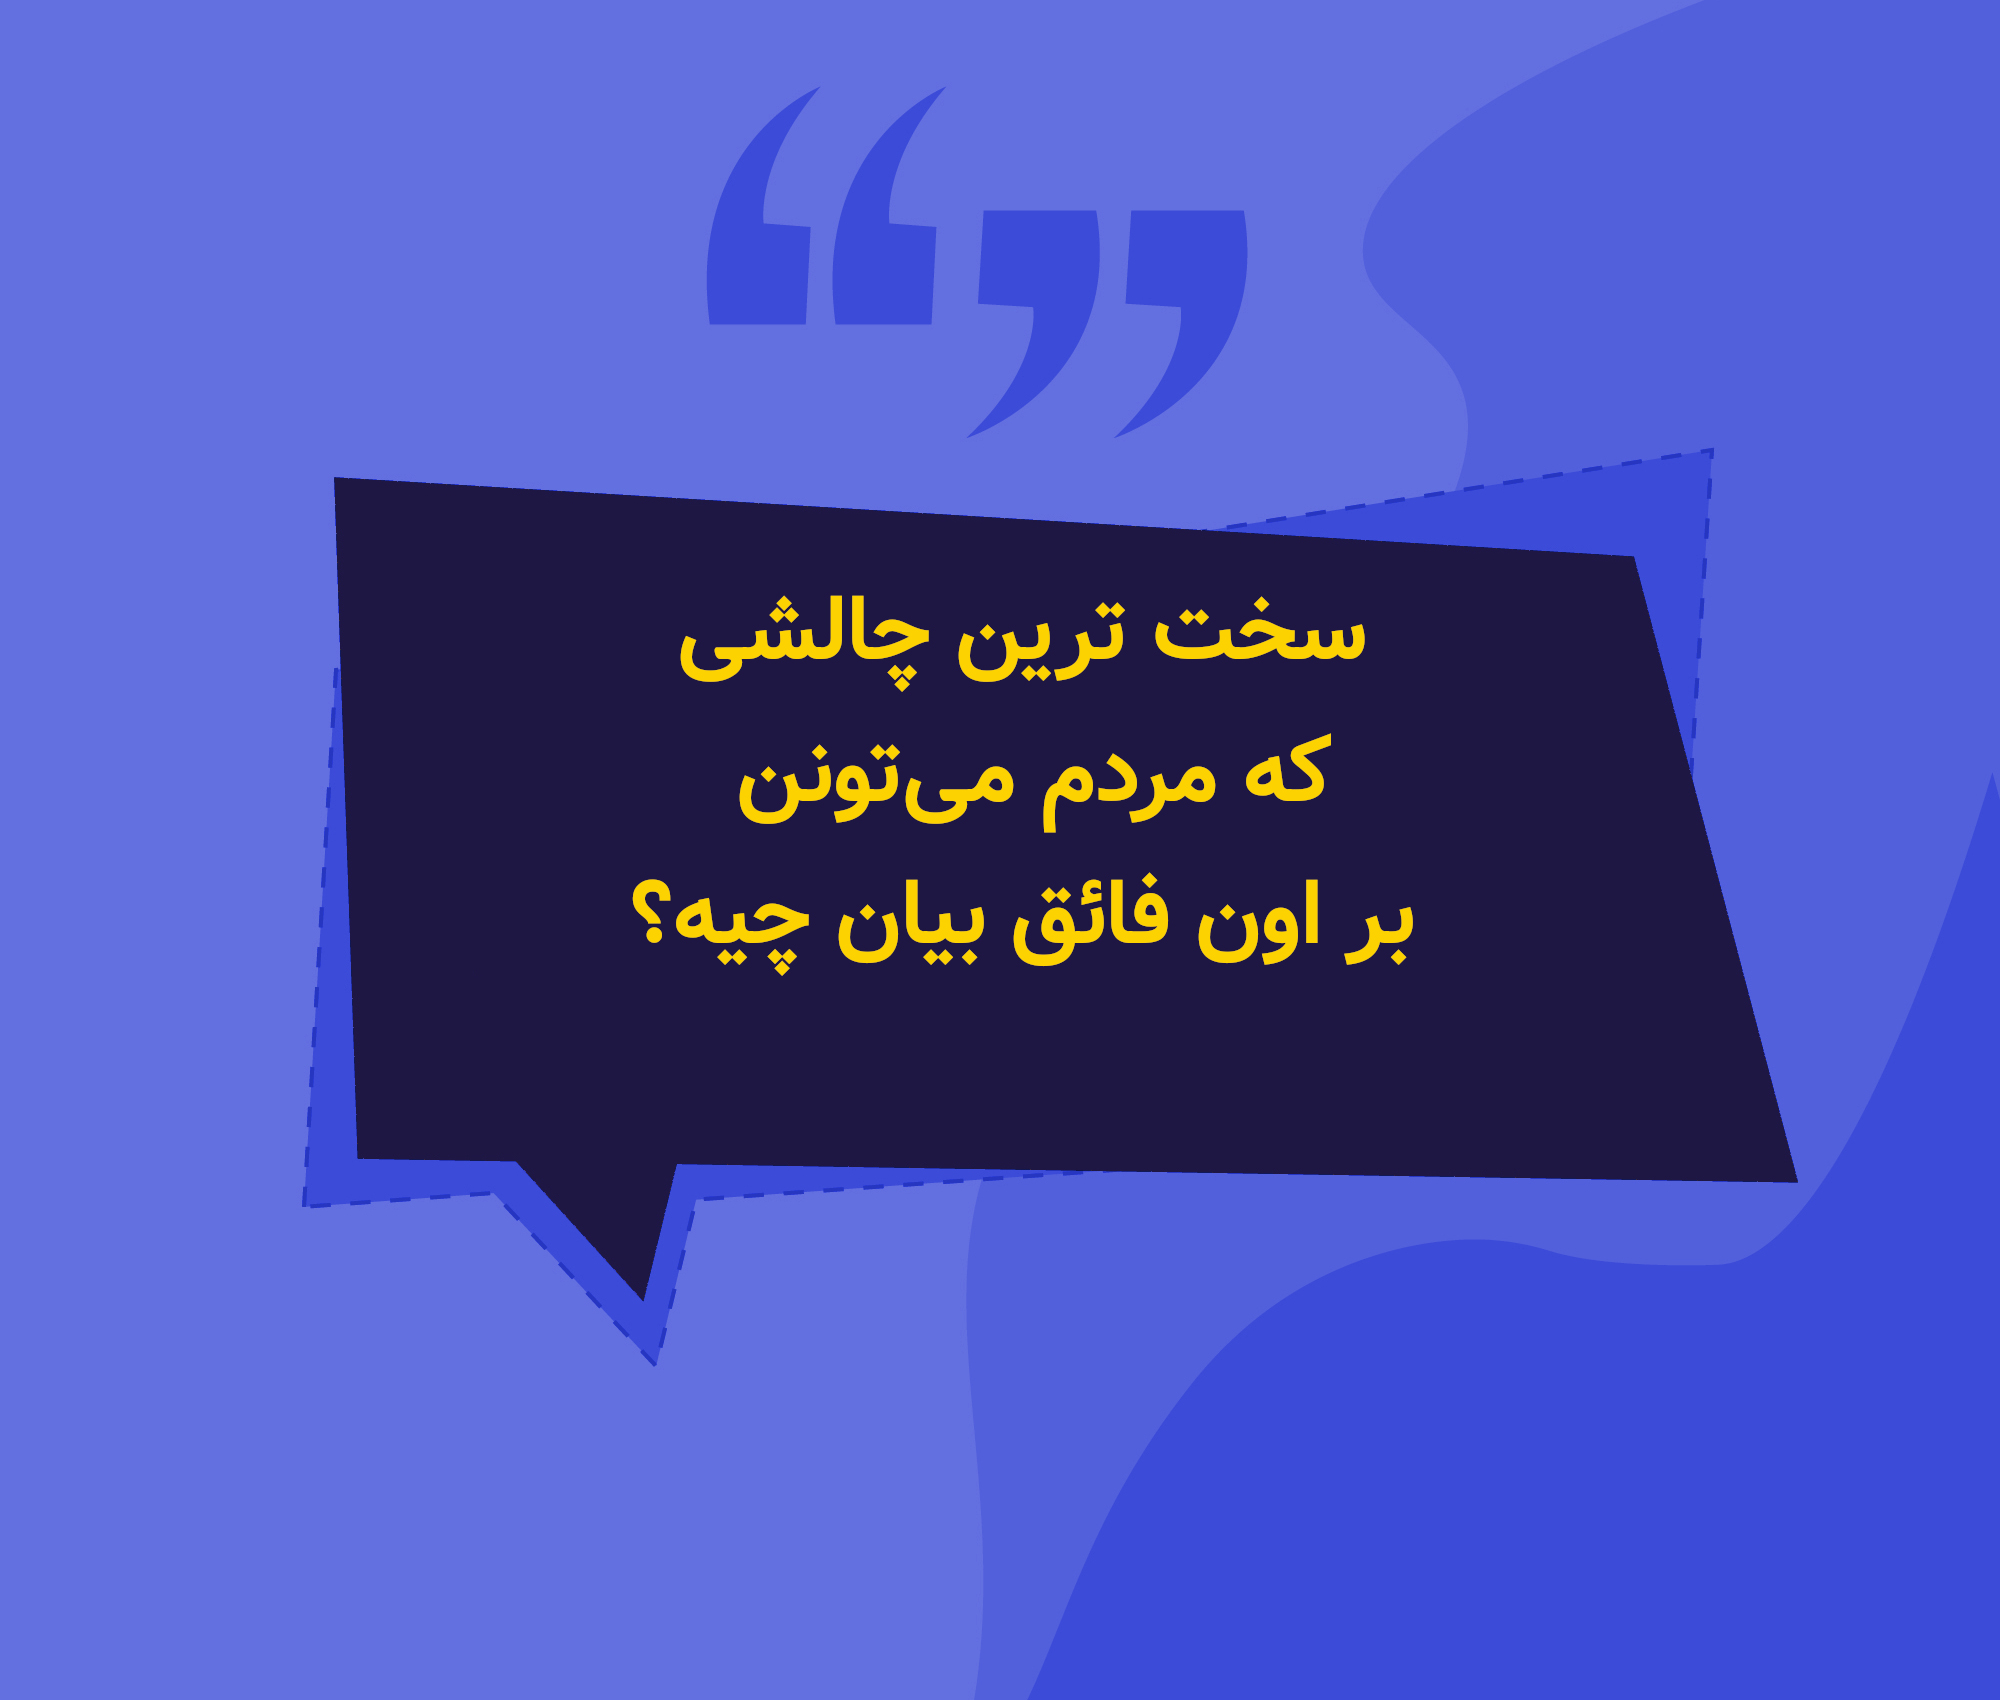 سخت ترین چالشی
که مردم می‌تونن
بر اون فائق بیان چیه؟